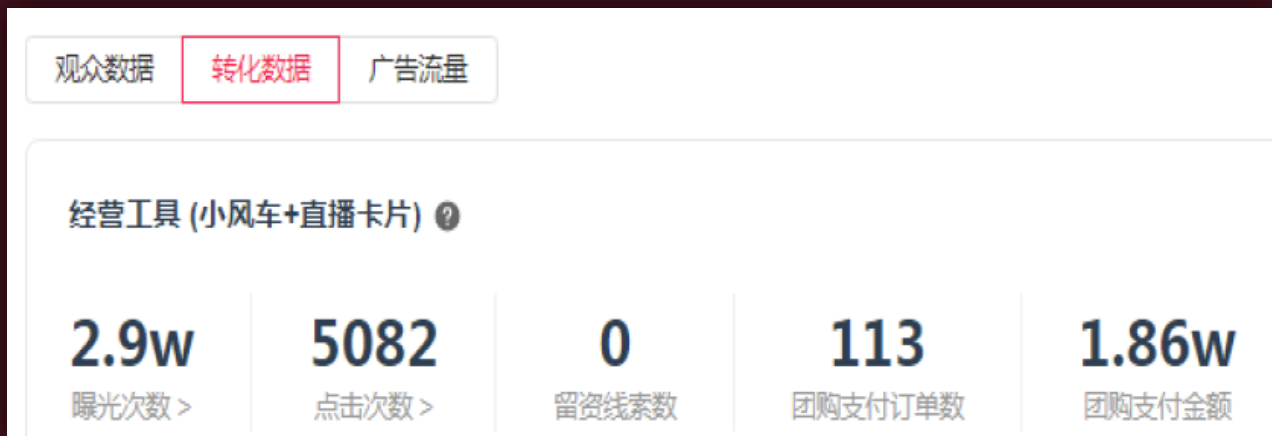 观众数据 转化数据 广告流量
经营工具 (小风车+直播卡片) ?
2.9w 5082 0 113 1.86w
曝光次数 > 点击次数 > 留资线索数 团购支付订单数 团购支付金额